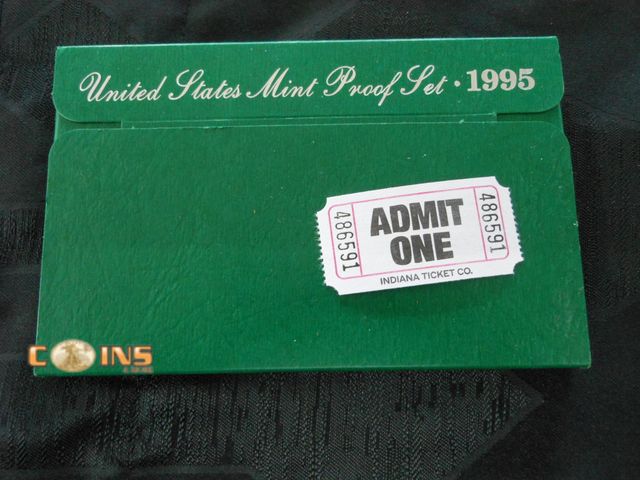 United States Mint Proof Set · 1995
486591
ADMIT
ONE
INDIANA TICKET CO.
486591
COINS